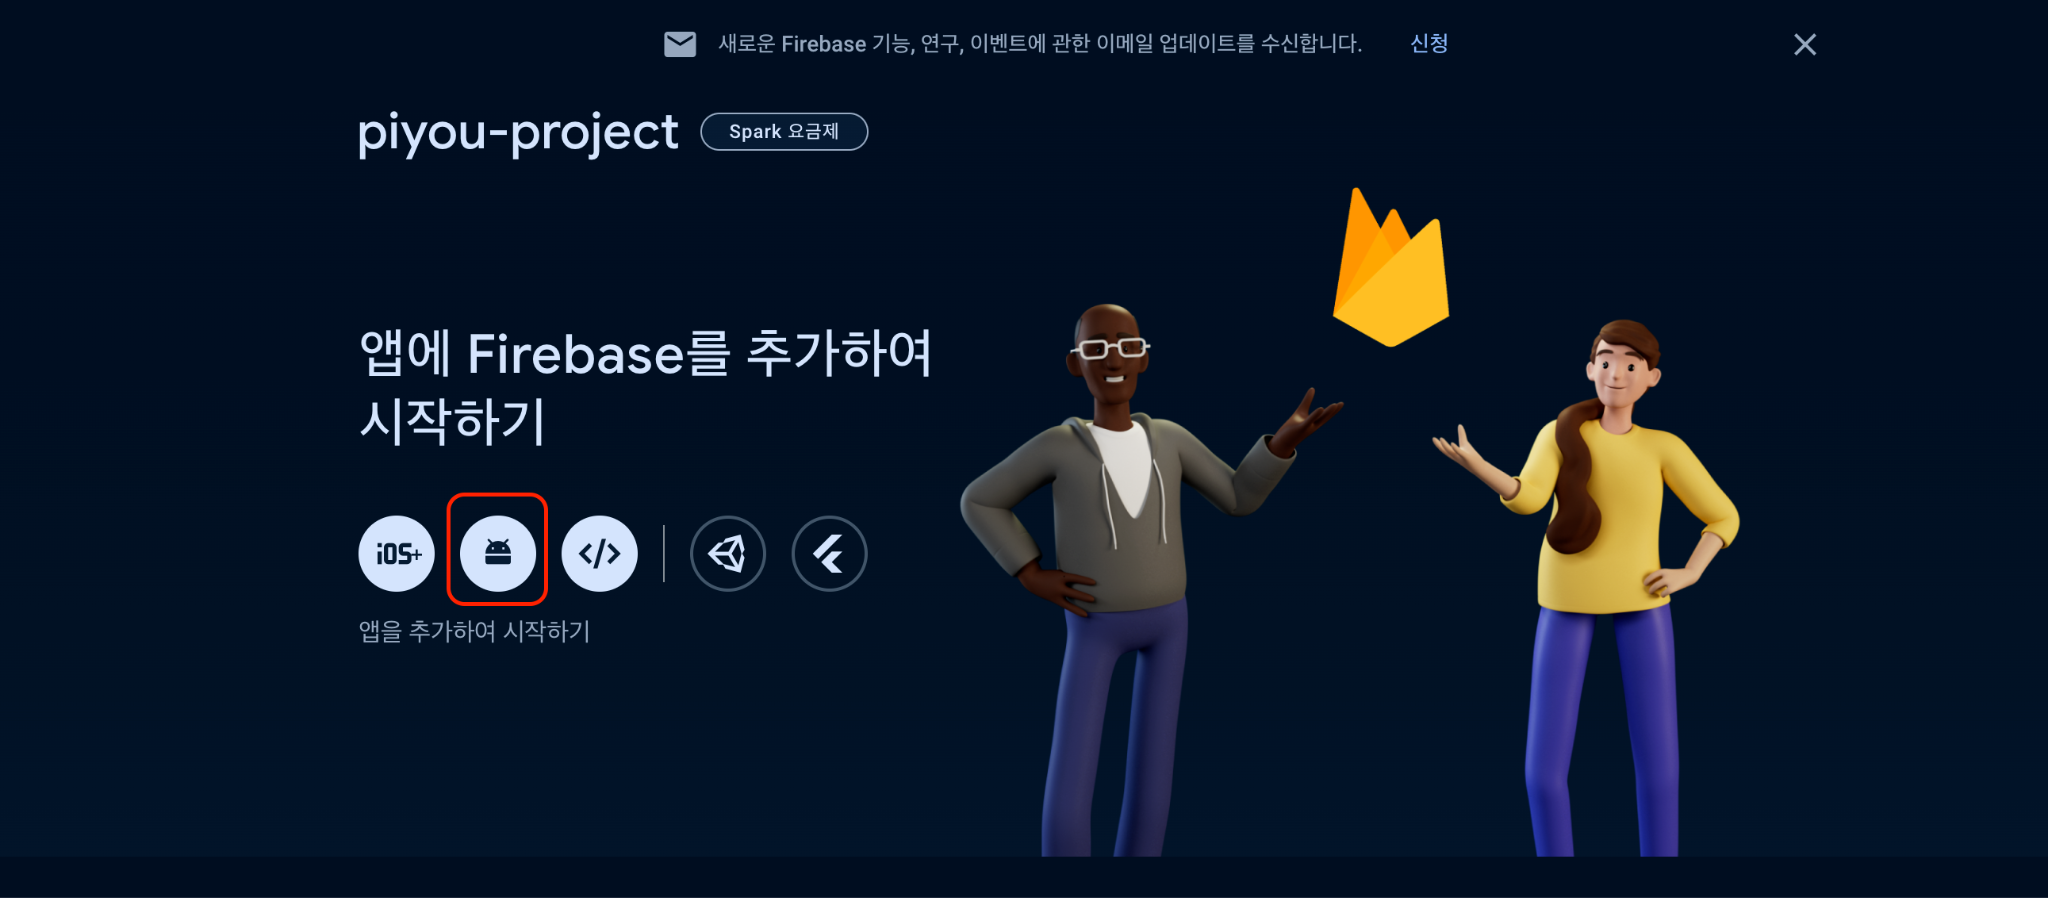 새로운 Firebase 기능, 연구, 이벤트에 관한 이메일 업데이트를 수신합니다. 신청
piyou-project Spark 요금제
앱에 Firebase를 추가하여
시작하기
iOS+ </>
앱을 추가하여 시작하기